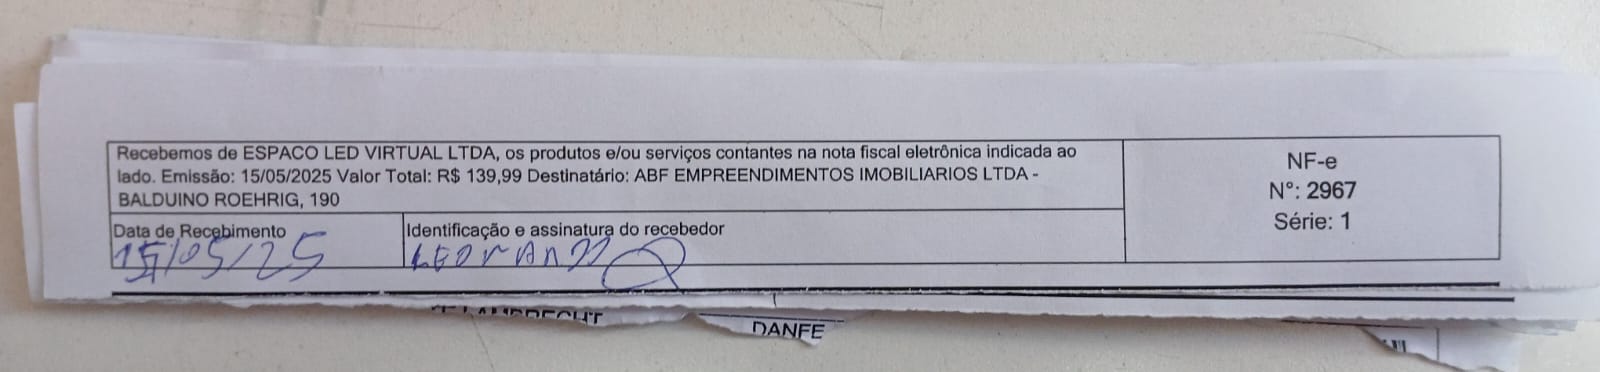 Recebemos de ESPACO LED VIRTUAL LTDA, os produtos e/ou serviços contantes na nota fiscal eletrônica indicada ao
lado. Emissão: 15/05/2025 Valor Total: R$ 139,99 Destinatário: ABF EMPREENDIMENTOS IMOBILIARIOS LTDA -
BALDUINO ROEHRIG, 190
NF-e
N°: 2967
Série: 1
Data de Recebimento
15/05/25
Identificação e assinatura do recebedor
DANFE